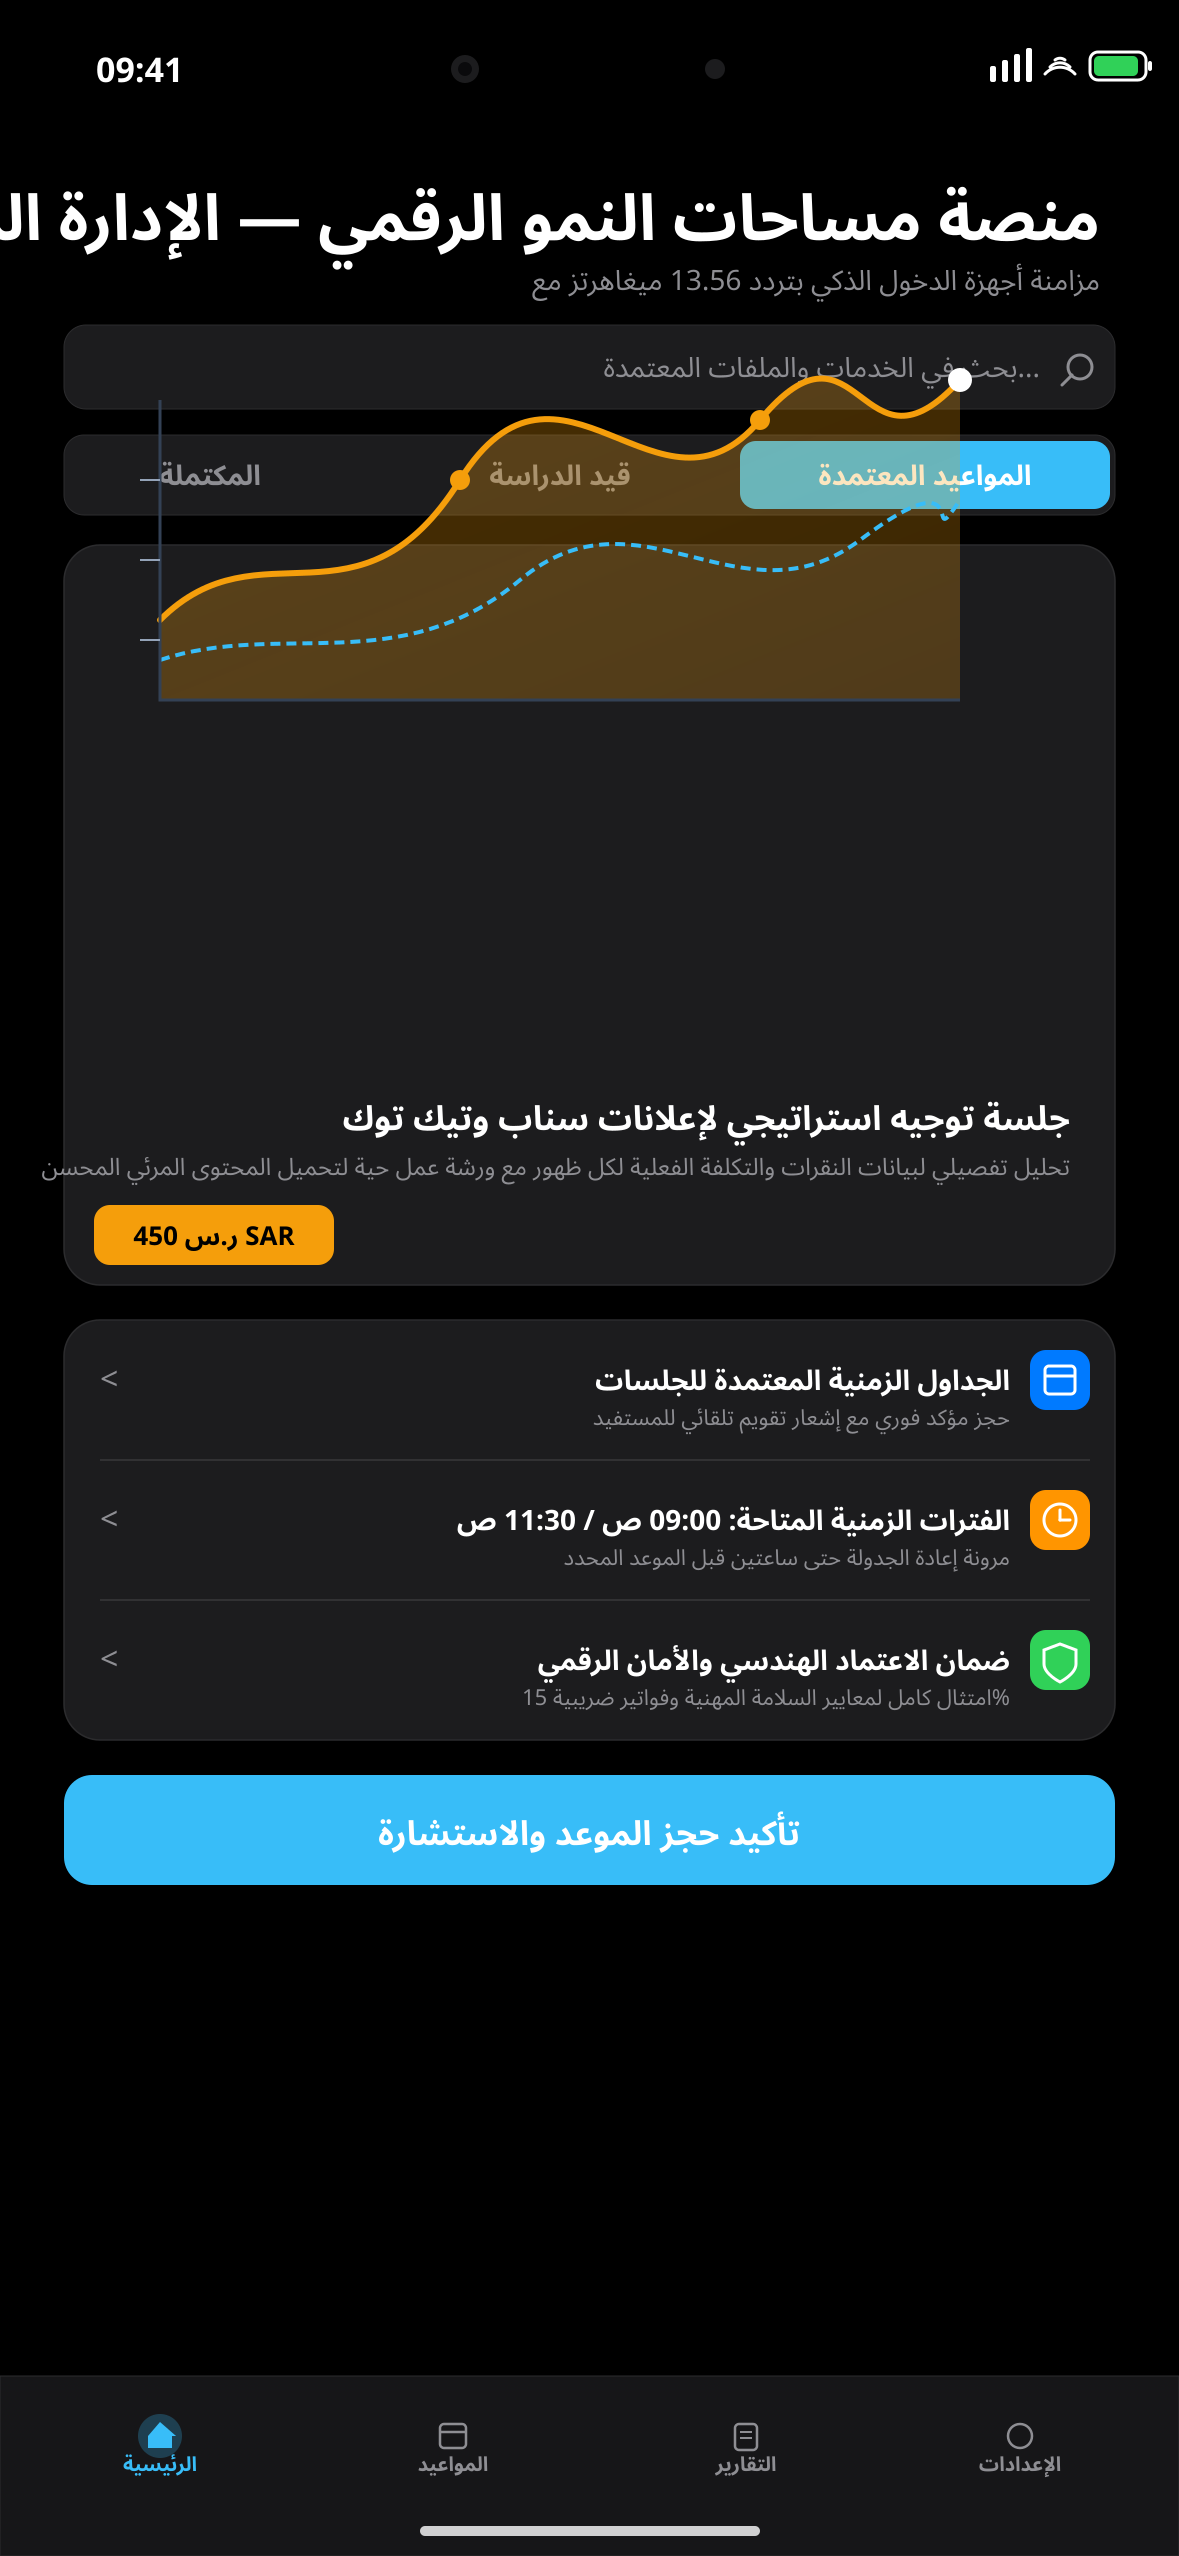 09:41
منصة مساحات النمو الرقمي — الإدارة
مزامنة أجهزة الدخول الذكي بتردد 13.56 ميغاهرتز مع
بحث في الخدمات والملفات المعتمدة...
المواعيد المعتمدة
قيد الدراسة
المكتملة
جلسة توجيه استراتيجي لإعلانات سناب وتيك توك
تحليل تفصيلي لبيانات النقرات والتكلفة الفعلية لكل ظهور مع ورشة عمل حية لتحميل المحتوى المرئي المحسن
450 ر.س SAR
الجداول الزمنية المعتمدة للجلسات
حجز مؤكد فوري مع إشعار تقويم تلقائي للمستفيد
الفترات الزمنية المتاحة: 09:00 ص / 11:30 ص
مرونة إعادة الجدولة حتى ساعتين قبل الموعد المحدد
ضمان الاعتماد الهندسي والأمان الرقمي
امتثال كامل لمعايير السلامة المهنية وفواتير ضريبية 15%
تأكيد حجز الموعد والاستشارة
الإعدادات
التقارير
المواعيد
الرئيسية